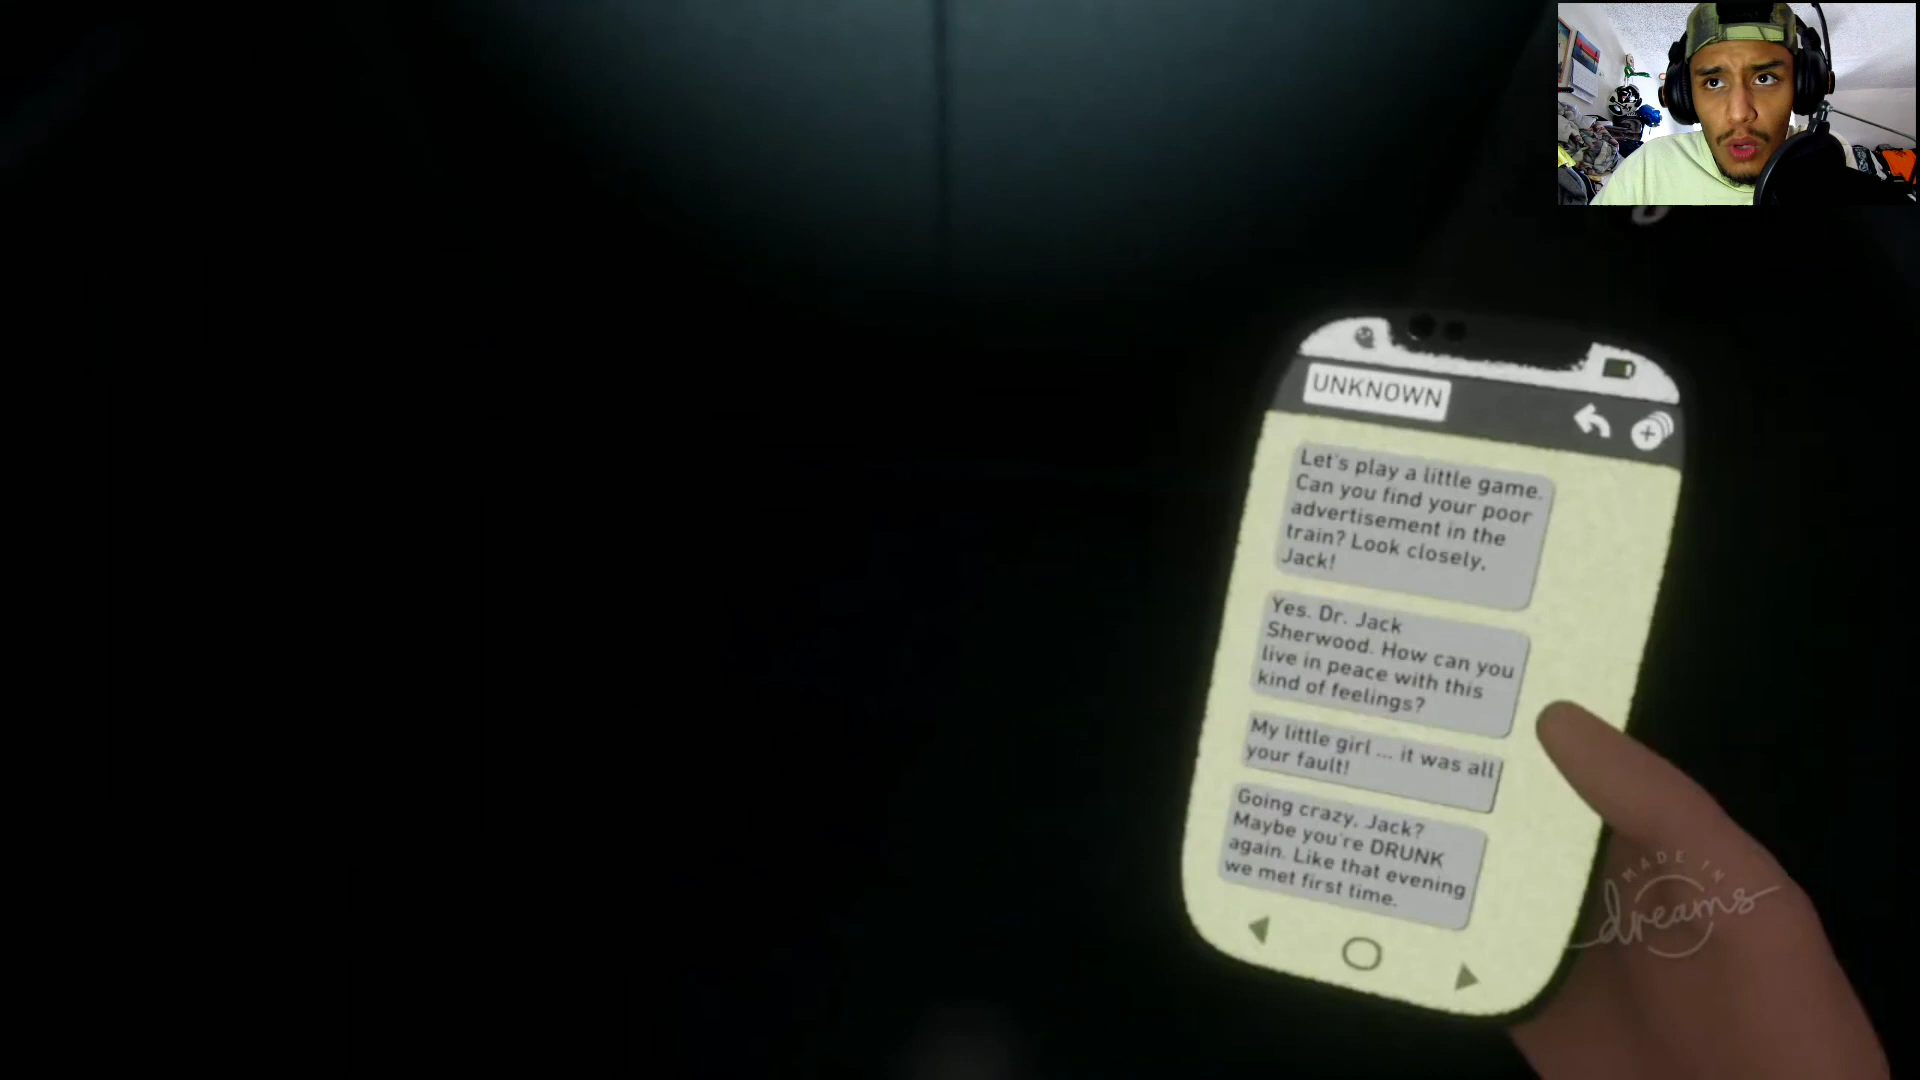 UNKNOWN
Let's play a little game.
Can you find your poor
advertisement in the
train? Look closely,
Jack!
Yes. Dr. Jack
Sherwood. How can you
live in peace with this
kind of feelings?
My little girl ... it was all
your fault!
Going crazy, Jack?
Maybe you're DRUNK
again. Like that evening
we met first time.
MADE IN
dreams